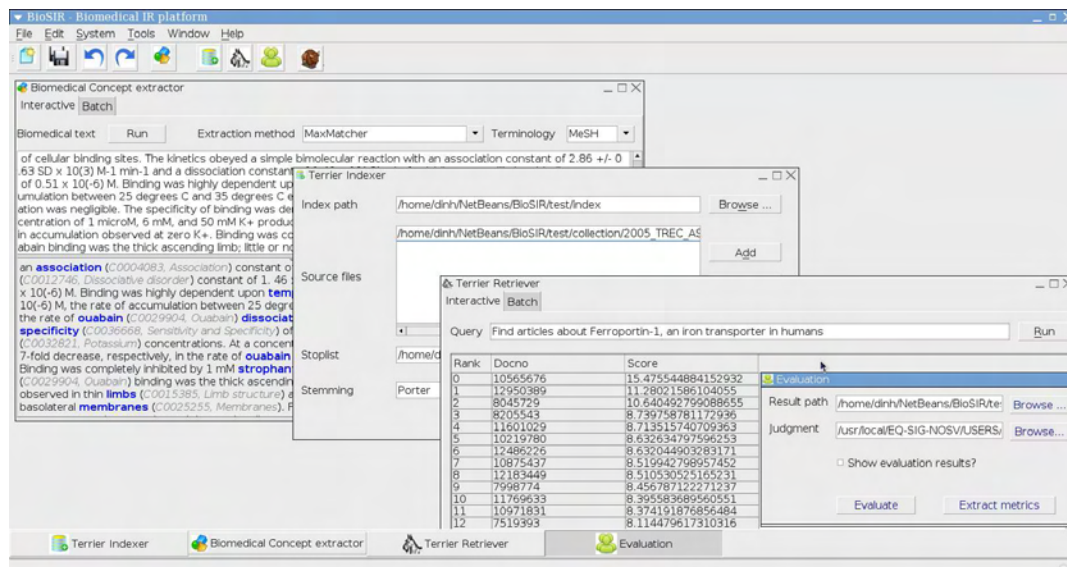 BioSIR - Biomedical IR platform
File Edit System Tools Window Help
Biomedical Concept extractor
Interactive Batch
Biomedical text Run Extraction method MaxMatcher Terminology MeSH
of cellular binding sites. The kinetics obeyed a simple bimolecular reaction with an association constant of 2.86 +/- 0
.63 SD x 10(3) M-1 min-1 and a dissociation constant
of 0.51 x 10(-6) M. Binding was highly dependent up
umulation between 25 degrees C and 35 degrees C e
ation was negligible. The specificity of binding was de
centration of 1 microM, 6 mM, and 50 mM K+ produc
in accumulation observed at zero K+. Binding was co
abain binding was the thick ascending limb; little or no
an association (C0004083, Association) constant o
(C0012746, Dissociative disorder) constant of 1. 46
x 10(-6) M. Binding was highly dependent upon tem
10(-6) M, the rate of accumulation between 25 degre
the rate of ouabain (C0029904, Ouabain) dissociat
specificity (C0036668, Sensitivity and Specificity) of
(C0032821, Potassium) concentrations. At a concent
7-fold decrease, respectively, in the rate of ouabain
Binding was completely inhibited by 1 mM strophan
(C0029904, Ouabain) binding was the thick ascendin
observed in thin limbs (C0015385, Limb structure) a
basolateral membranes (C0025255, Membranes). F
Terrier Indexer
Index path /home/dinh/NetBeans/BioSIR/test/index Browse ...
/home/dinh/NetBeans/BioSIR/test/collection/2005_TREC_AS
Add
Source files
Stoplist /home/d
Stemming Porter
Terrier Retriever
Interactive Batch
Query Find articles about Ferroportin-1, an iron transporter in humans Run
Rank Docno Score
0 10565676 15.475544884152932
1 12950389 11.28021586104055
2 8045729 10.640492799088655
3 8205543 8.739758781172936
4 11601029 8.713515740709363
5 10219780 8.632634797596253
6 12486226 8.632044903283171
7 10875437 8.519942798957452
8 12183449 8.510530525165231
9 7998774 8.456787122271237
10 11769633 8.395583689560551
11 10971831 8.374191876856484
12 7519393 8.114479617310316
Evaluation
Result path /home/dinh/NetBeans/BioSIR/te Browse ...
Judgment /usr/local/EQ-SIG-NOSV/USERS/ Browse...
Show evaluation results?
Evaluate Extract metrics
Terrier Indexer Biomedical Concept extractor Terrier Retriever Evaluation